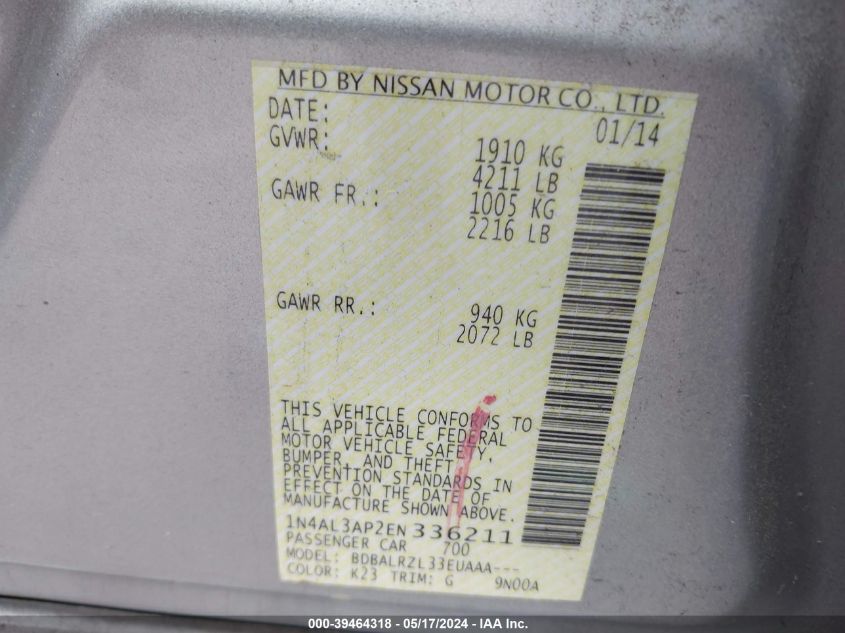 MFD BY NISSAN MOTOR CO., LTD.
DATE: 01/14
GVWR: 1910 KG
4211 LB
GAWR FR.: 1005 KG
2216 LB
GAWR RR.: 940 KG
2072 LB
THIS VEHICLE CONFORMS TO
ALL APPLICABLE FEDERAL
MOTOR VEHICLE SAFETY,
BUMPER, AND THEFT
PREVENTION STANDARDS IN
EFFECT ON THE DATE OF
MANUFACTURE SHOWN ABOVE.
1N4AL3AP2EN336211
PASSENGER CAR 700
MODEL: BDBALRZL33EUAAA---
COLOR: K23 TRIM: G 9N00A
000-39464318 - 05/17/2024 - IAA Inc.